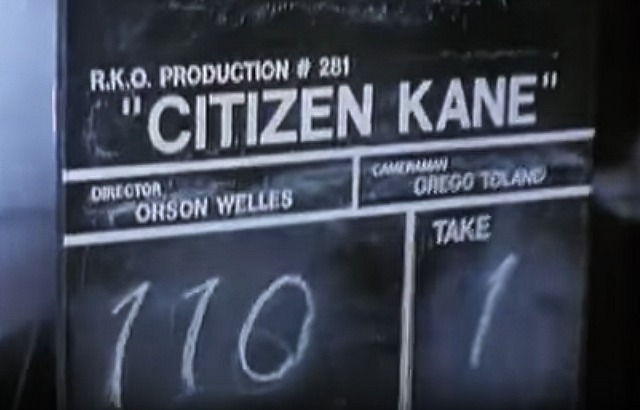 R.K.O. PRODUCTION # 281
"CITIZEN KANE"
DIRECTOR
ORSON WELLES
CAMERAMAN
GREGG TOLAND
TAKE
110
1